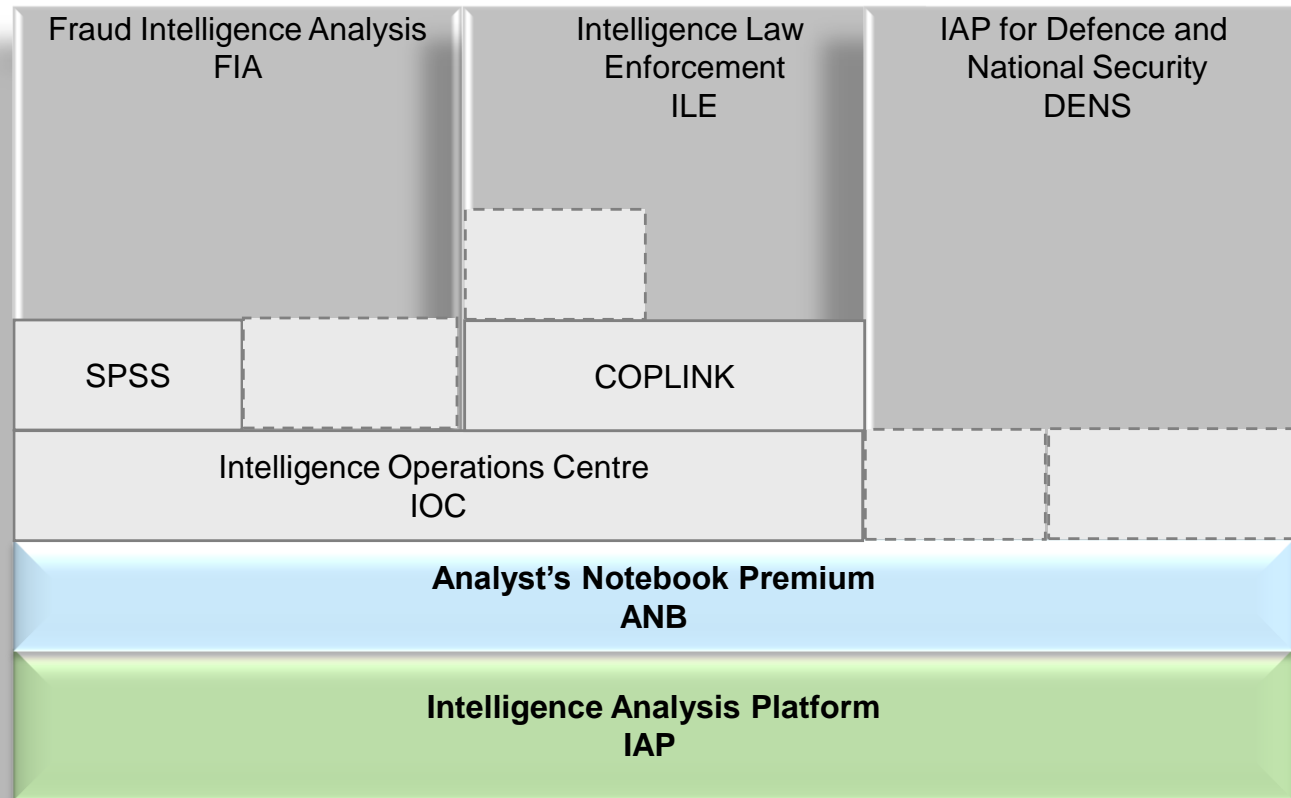 Fraud Intelligence Analysis
FIA
Intelligence Law
Enforcement
ILE
IAP for Defence and
National Security
DENS
SPSS
COPLINK
Intelligence Operations Centre
IOC
Analyst’s Notebook Premium
ANB
Intelligence Analysis Platform
IAP